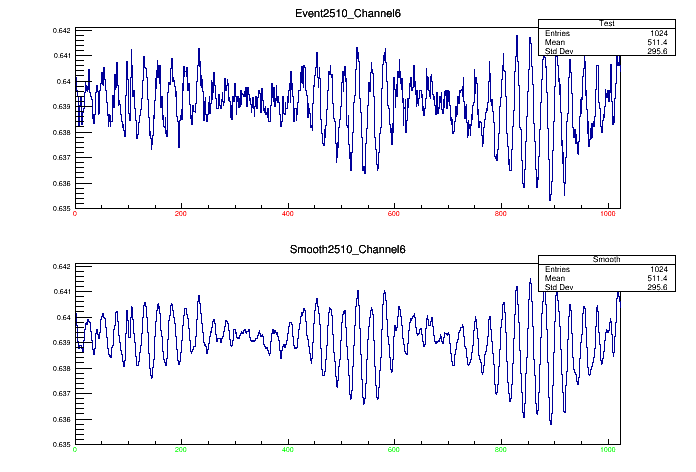 Event2510_Channel6
Test
Entries 1024
Mean 511.4
Std Dev 295.6
0.642
0.641
0.64
0.639
0.638
0.637
0.636
0.635
0 200 400 600 800 1000
Smooth2510_Channel6
Smooth
Entries 1024
Mean 511.4
Std Dev 295.6
0.642
0.641
0.64
0.639
0.638
0.637
0.636
0.635
0 200 400 600 800 1000